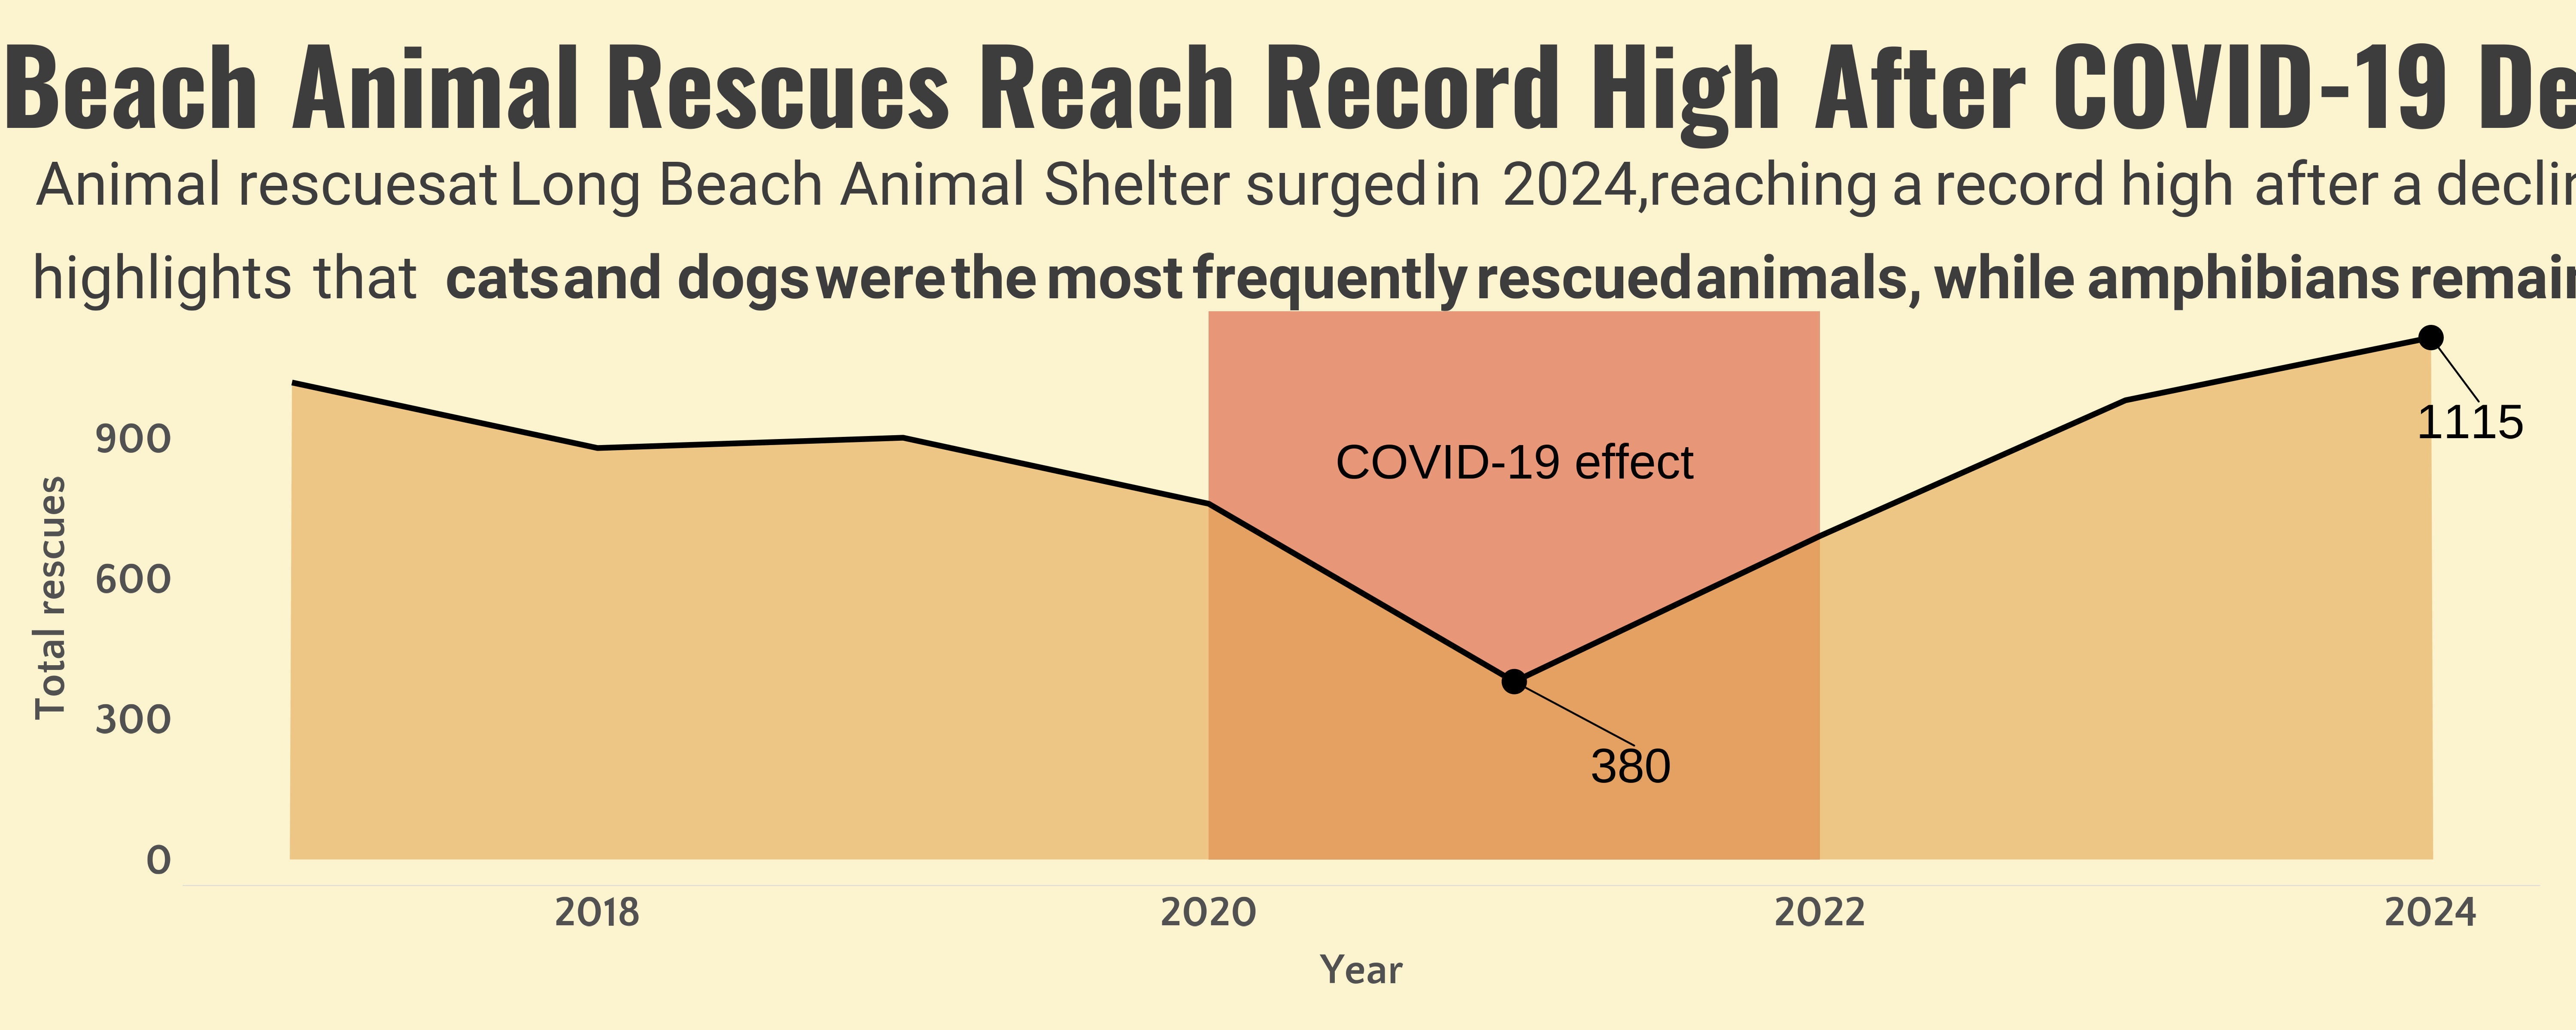 Beach Animal Rescues Reach Record High After COVID-19 De
Animal rescuesat Long Beach Animal Shelter surged in 2024,reaching a record high after a declin
highlights that cats and dogs were the most frequently rescued animals, while amphibians remain
COVID-19 effect
1115
380
Total rescues
900
600
300
0
2018 2020 2022 2024
Year